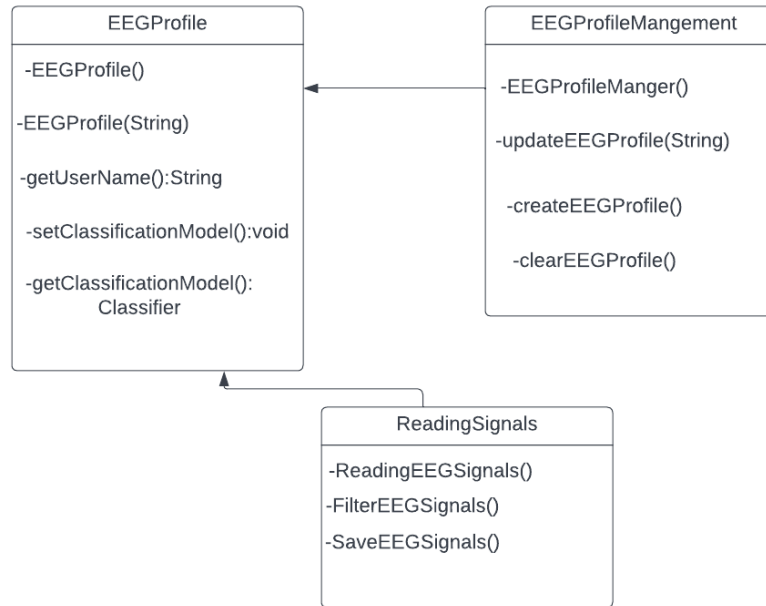 EEGProfile
-EEGProfile()
-EEGProfile(String)
-getUserName():String
-setClassificationModel():void
-getClassificationModel():
Classifier
EEGProfileMangement
-EEGProfileManger()
-updateEEGProfile(String)
-createEEGProfile()
-clearEEGProfile()
ReadingSignals
-ReadingEEGSignals()
-FilterEEGSignals()
-SaveEEGSignals()